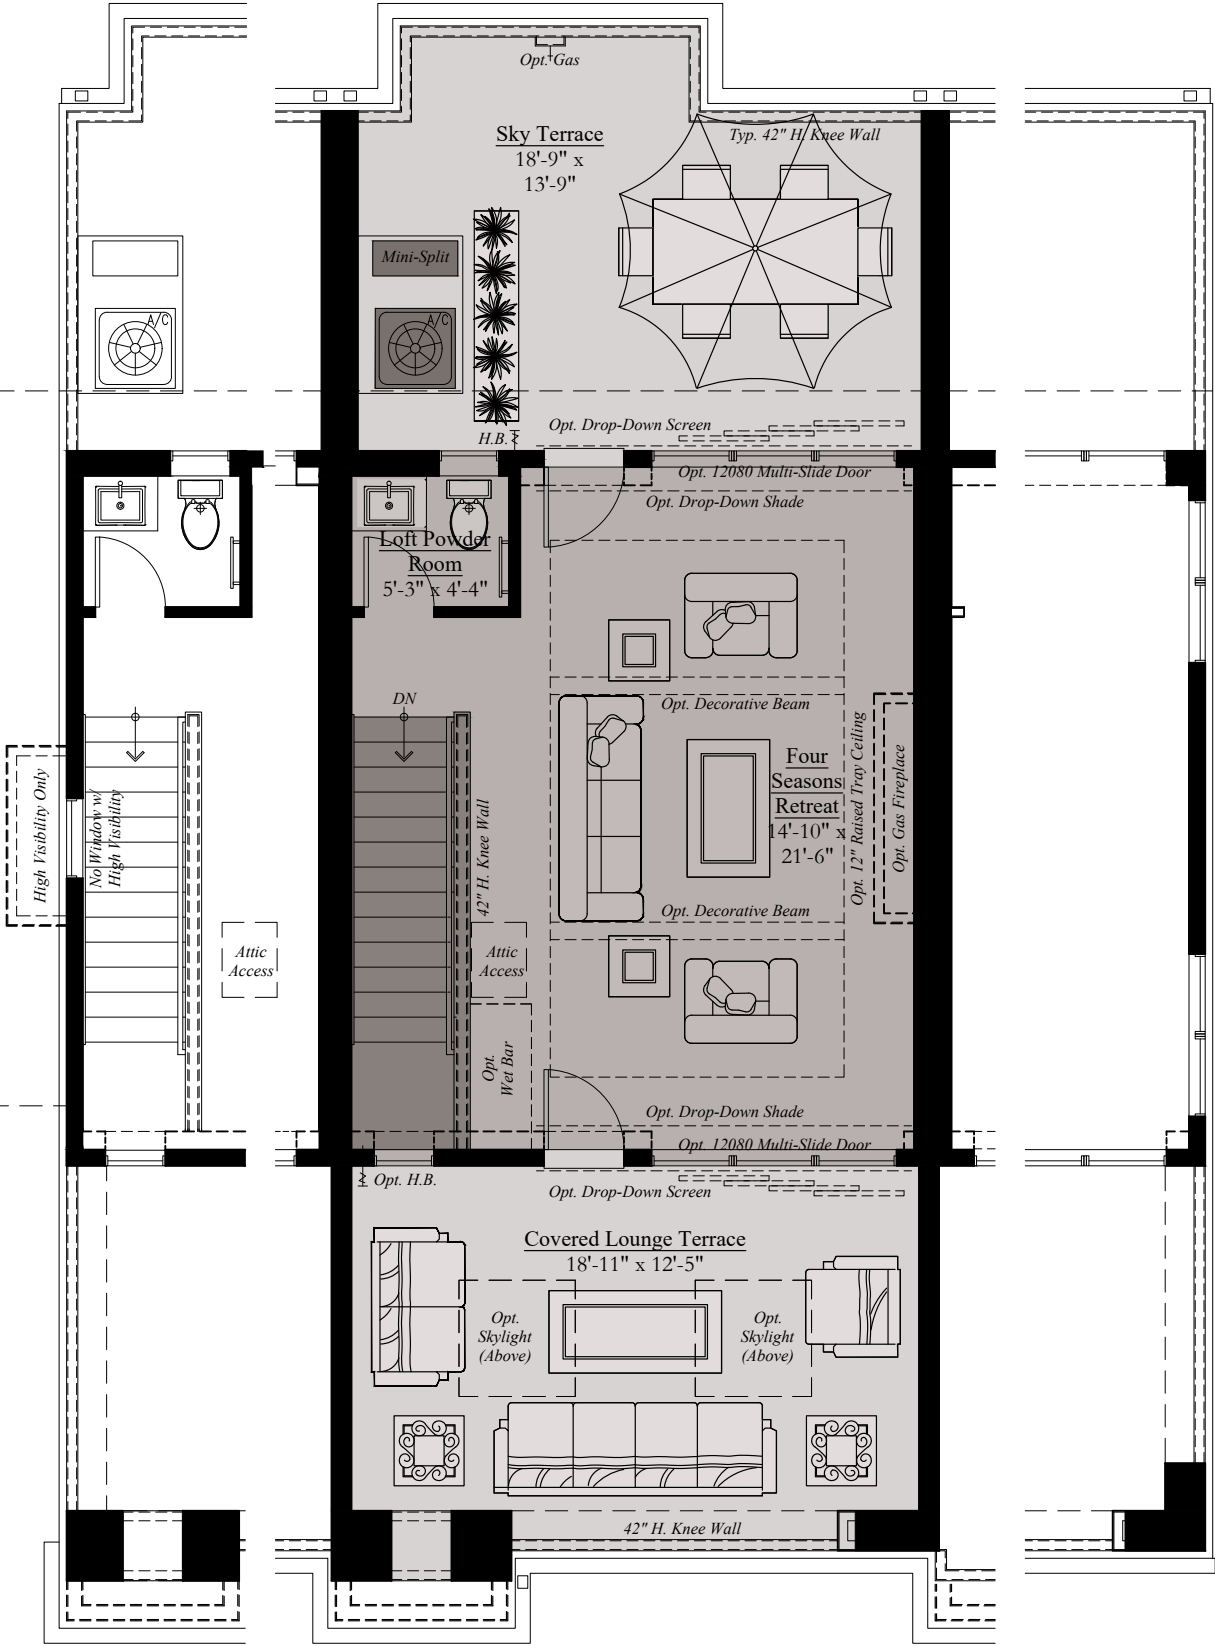 Opt. Gas
Sky Terrace
18'-9" x
13'-9"
Typ. 42" H. Knee Wall
Mini-Split
A/C
A/C
Opt. Drop-Down Screen
H.B.
Opt. 12080 Multi-Slide Door
Opt. Drop-Down Shade
Loft Powder
Room
5'-3" x 4'-4"
DN
Opt. Decorative Beam
High Visibility Only
No Window w/
High Visibility
42" H. Knee Wall
Four
Seasons
Retreat
14'-10" x
21'-6"
Opt. 12" Raised Tray Ceiling
Opt. Gas Fireplace
Opt. Decorative Beam
Attic
Access
Attic
Access
Opt.
Wet Bar
Opt. Drop-Down Shade
Opt. 12080 Multi-Slide Door
Opt. H.B.
Opt. Drop-Down Screen
Covered Lounge Terrace
18'-11" x 12'-5"
Opt.
Skylight
(Above)
Opt.
Skylight
(Above)
42" H. Knee Wall